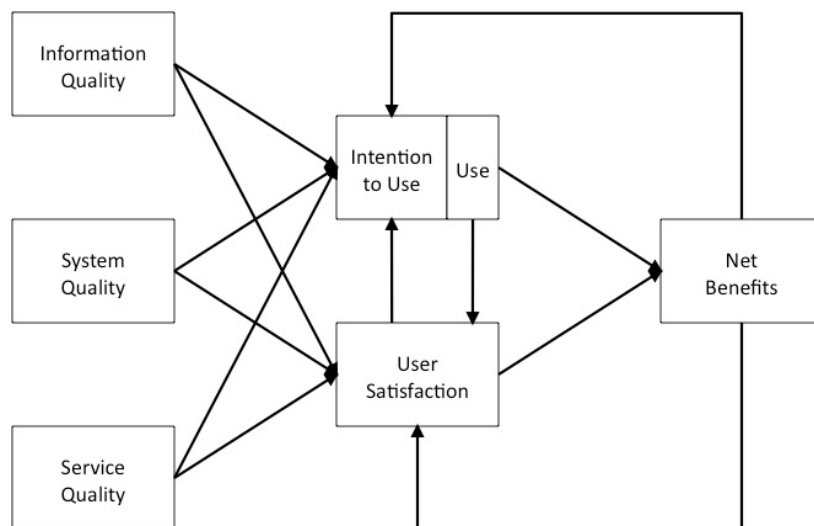 Information
Quality
Intention
to Use
Use
System
Quality
Net
Benefits
User
Satisfaction
Service
Quality